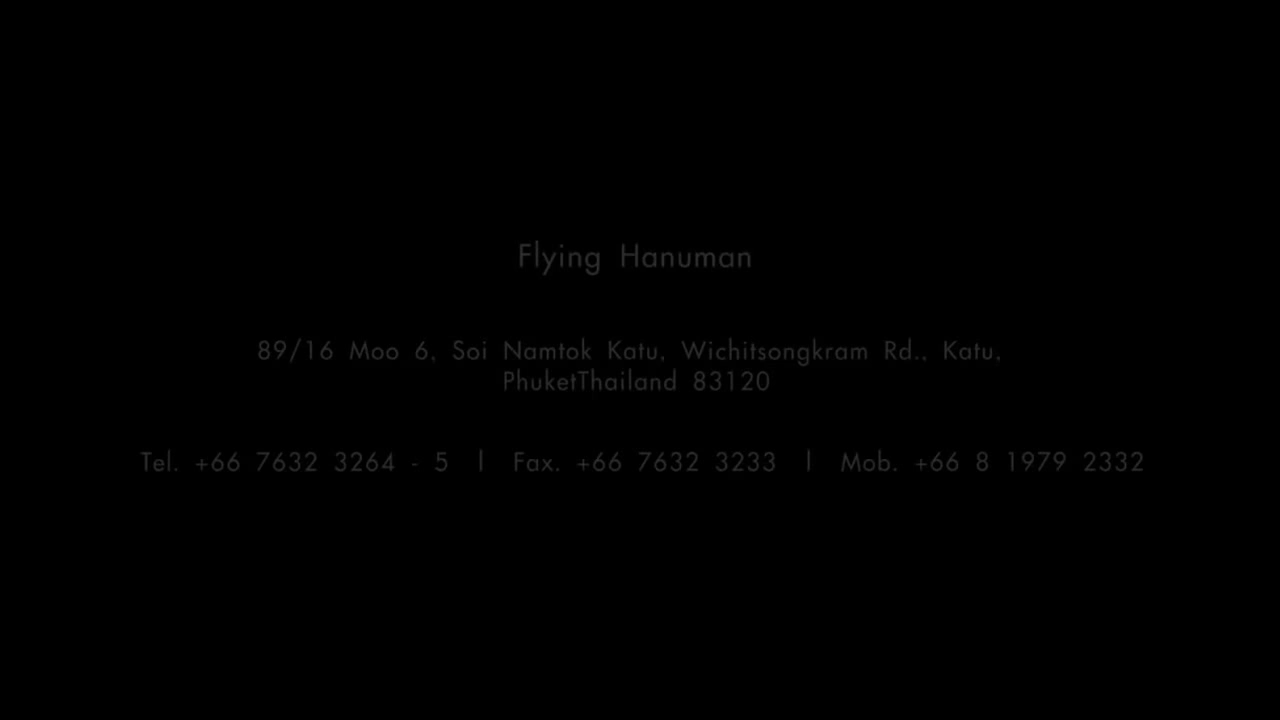 Flying Hanuman
89/16 Moo 6, Soi Namtok Katu, Wichitsongkram Rd., Katu,
PhuketThailand 83120
Tel. +66 7632 3264 - 5 | Fax. +66 7632 3233 | Mob. +66 8 1979 2332